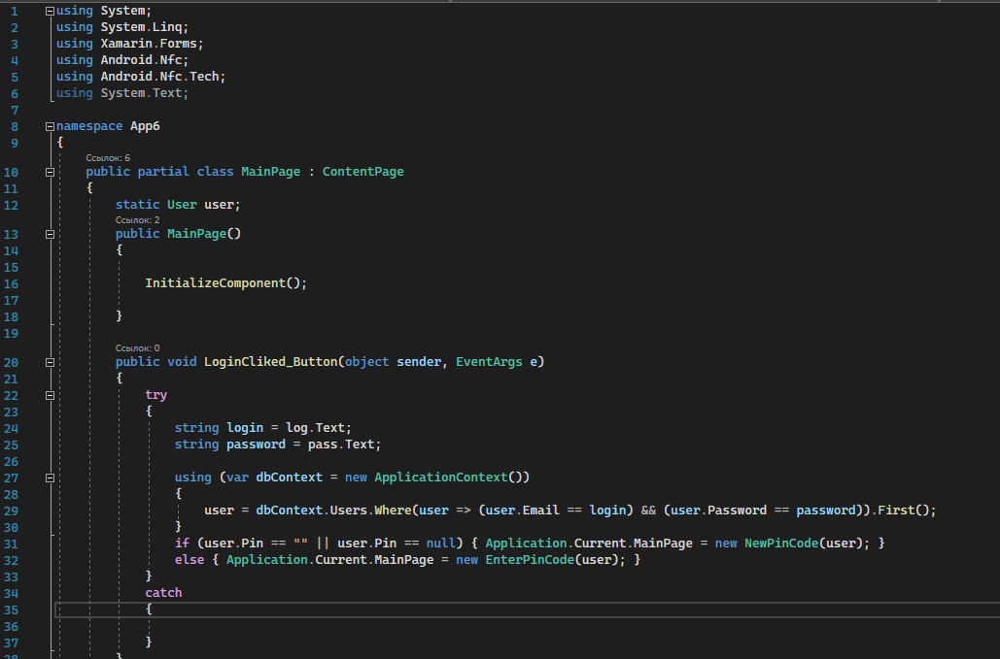 1 using System;
2 using System.Linq;
3 using Xamarin.Forms;
4 using Android.Nfc;
5 using Android.Nfc.Tech;
6 using System.Text;
7
8 namespace App6
9 {
Ссылок: 6
10 public partial class MainPage : ContentPage
11 {
12 static User user;
Ссылок: 2
13 public MainPage()
14 {
15
16 InitializeComponent();
17
18 }
19
Ссылок: 0
20 public void LoginCliked_Button(object sender, EventArgs e)
21 {
22 try
23 {
24 string login = log.Text;
25 string password = pass.Text;
26
27 using (var dbContext = new ApplicationContext())
28 {
29 user = dbContext.Users.Where(user => (user.Email == login) && (user.Password == password)).First();
30 }
31 if (user.Pin == "" || user.Pin == null) { Application.Current.MainPage = new NewPinCode(user); }
32 else { Application.Current.MainPage = new EnterPinCode(user); }
33 }
34 catch
35 {
36
37 }
38 }